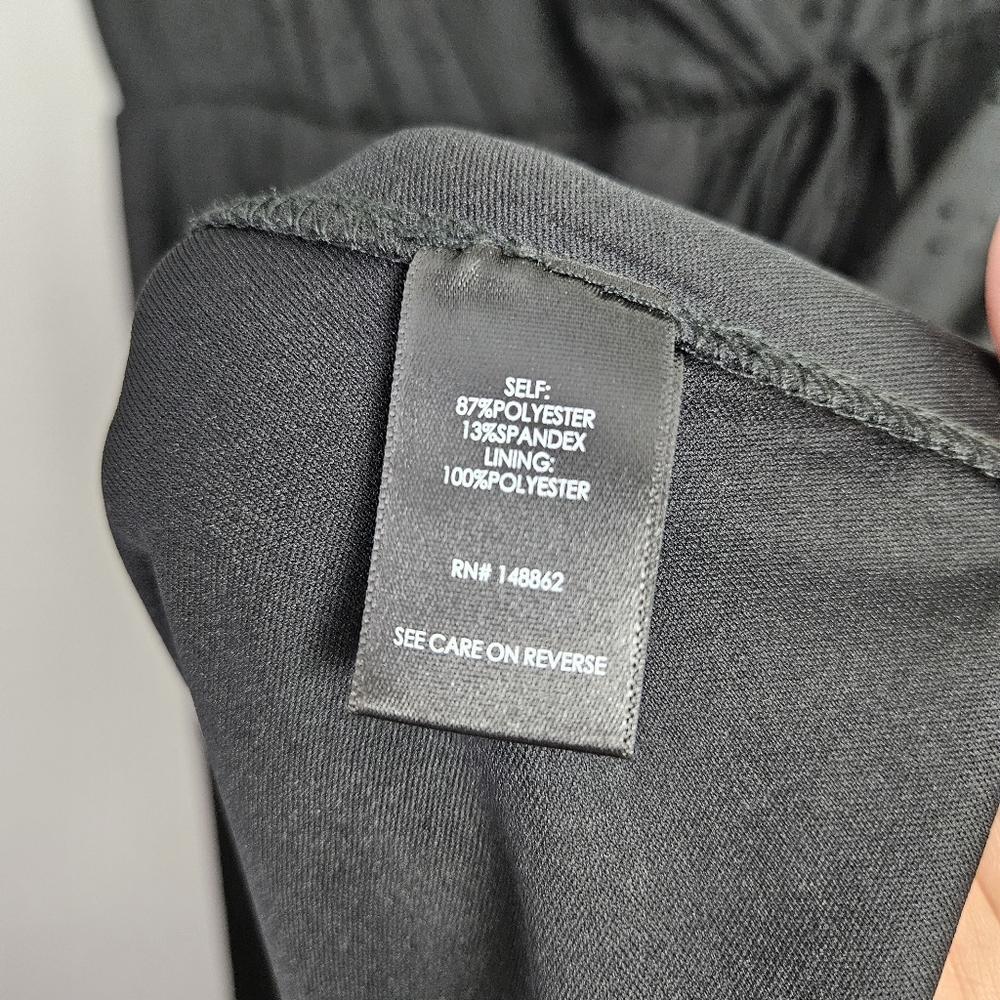 SELF:
87%POLYESTER
13%SPANDEX
LINING:
100%POLYESTER
RN# 148862
SEE CARE ON REVERSE